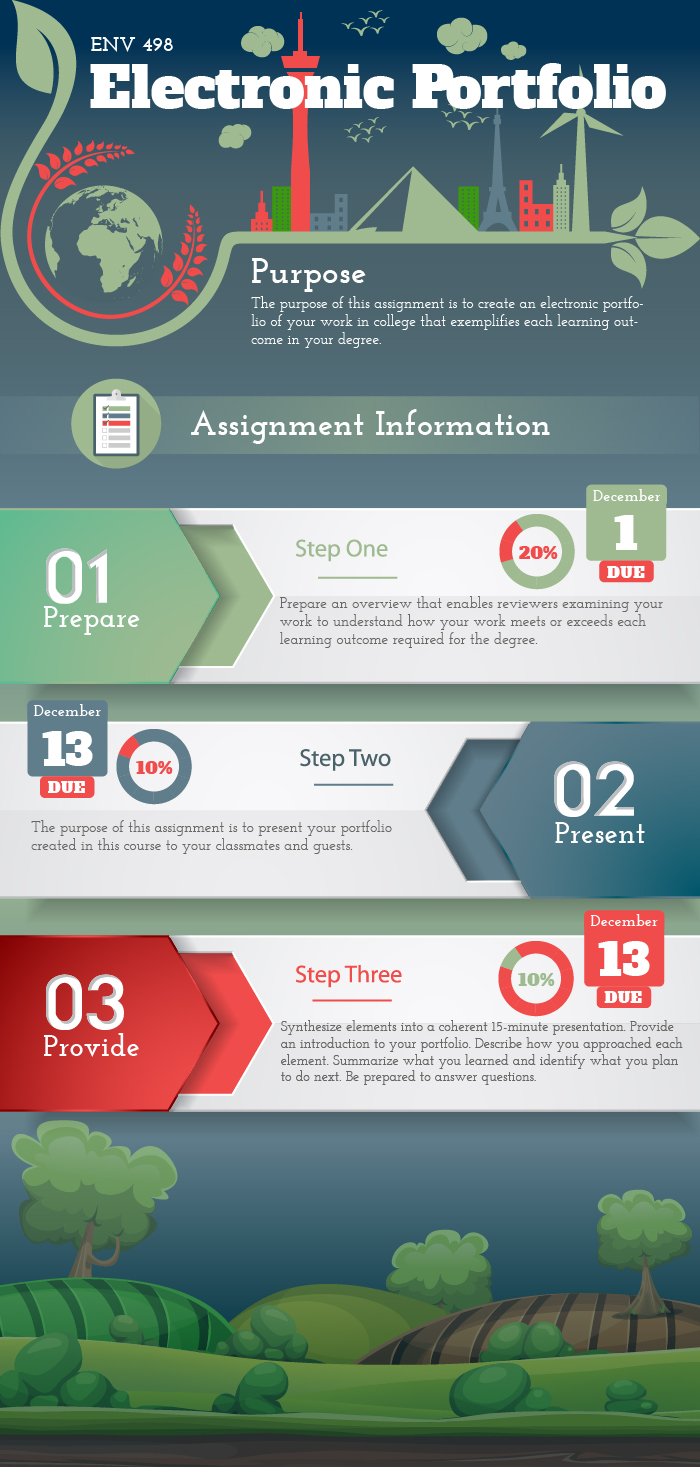 ENV 498
Electronic Portfolio
Purpose
The purpose of this assignment is to create an electronic portfo-
lio of your work in college that exemplifies each learning out-
come in your degree.
Assignment Information
01
Prepare
Step One
20%
December
1
DUE
Prepare an overview that enables reviewers examining your
work to understand how your work meets or exceeds each
learning outcome required for the degree.
December
13
DUE
10%
Step Two
The purpose of this assignment is to present your portfolio
created in this course to your classmates and guests.
02
Present
03
Provide
Step Three
10%
December
13
DUE
Synthesize elements into a coherent 15-minute presentation. Provide
an introduction to your portfolio. Describe how you approached each
element. Summarize what you learned and identify what you plan
to do next. Be prepared to answer questions.